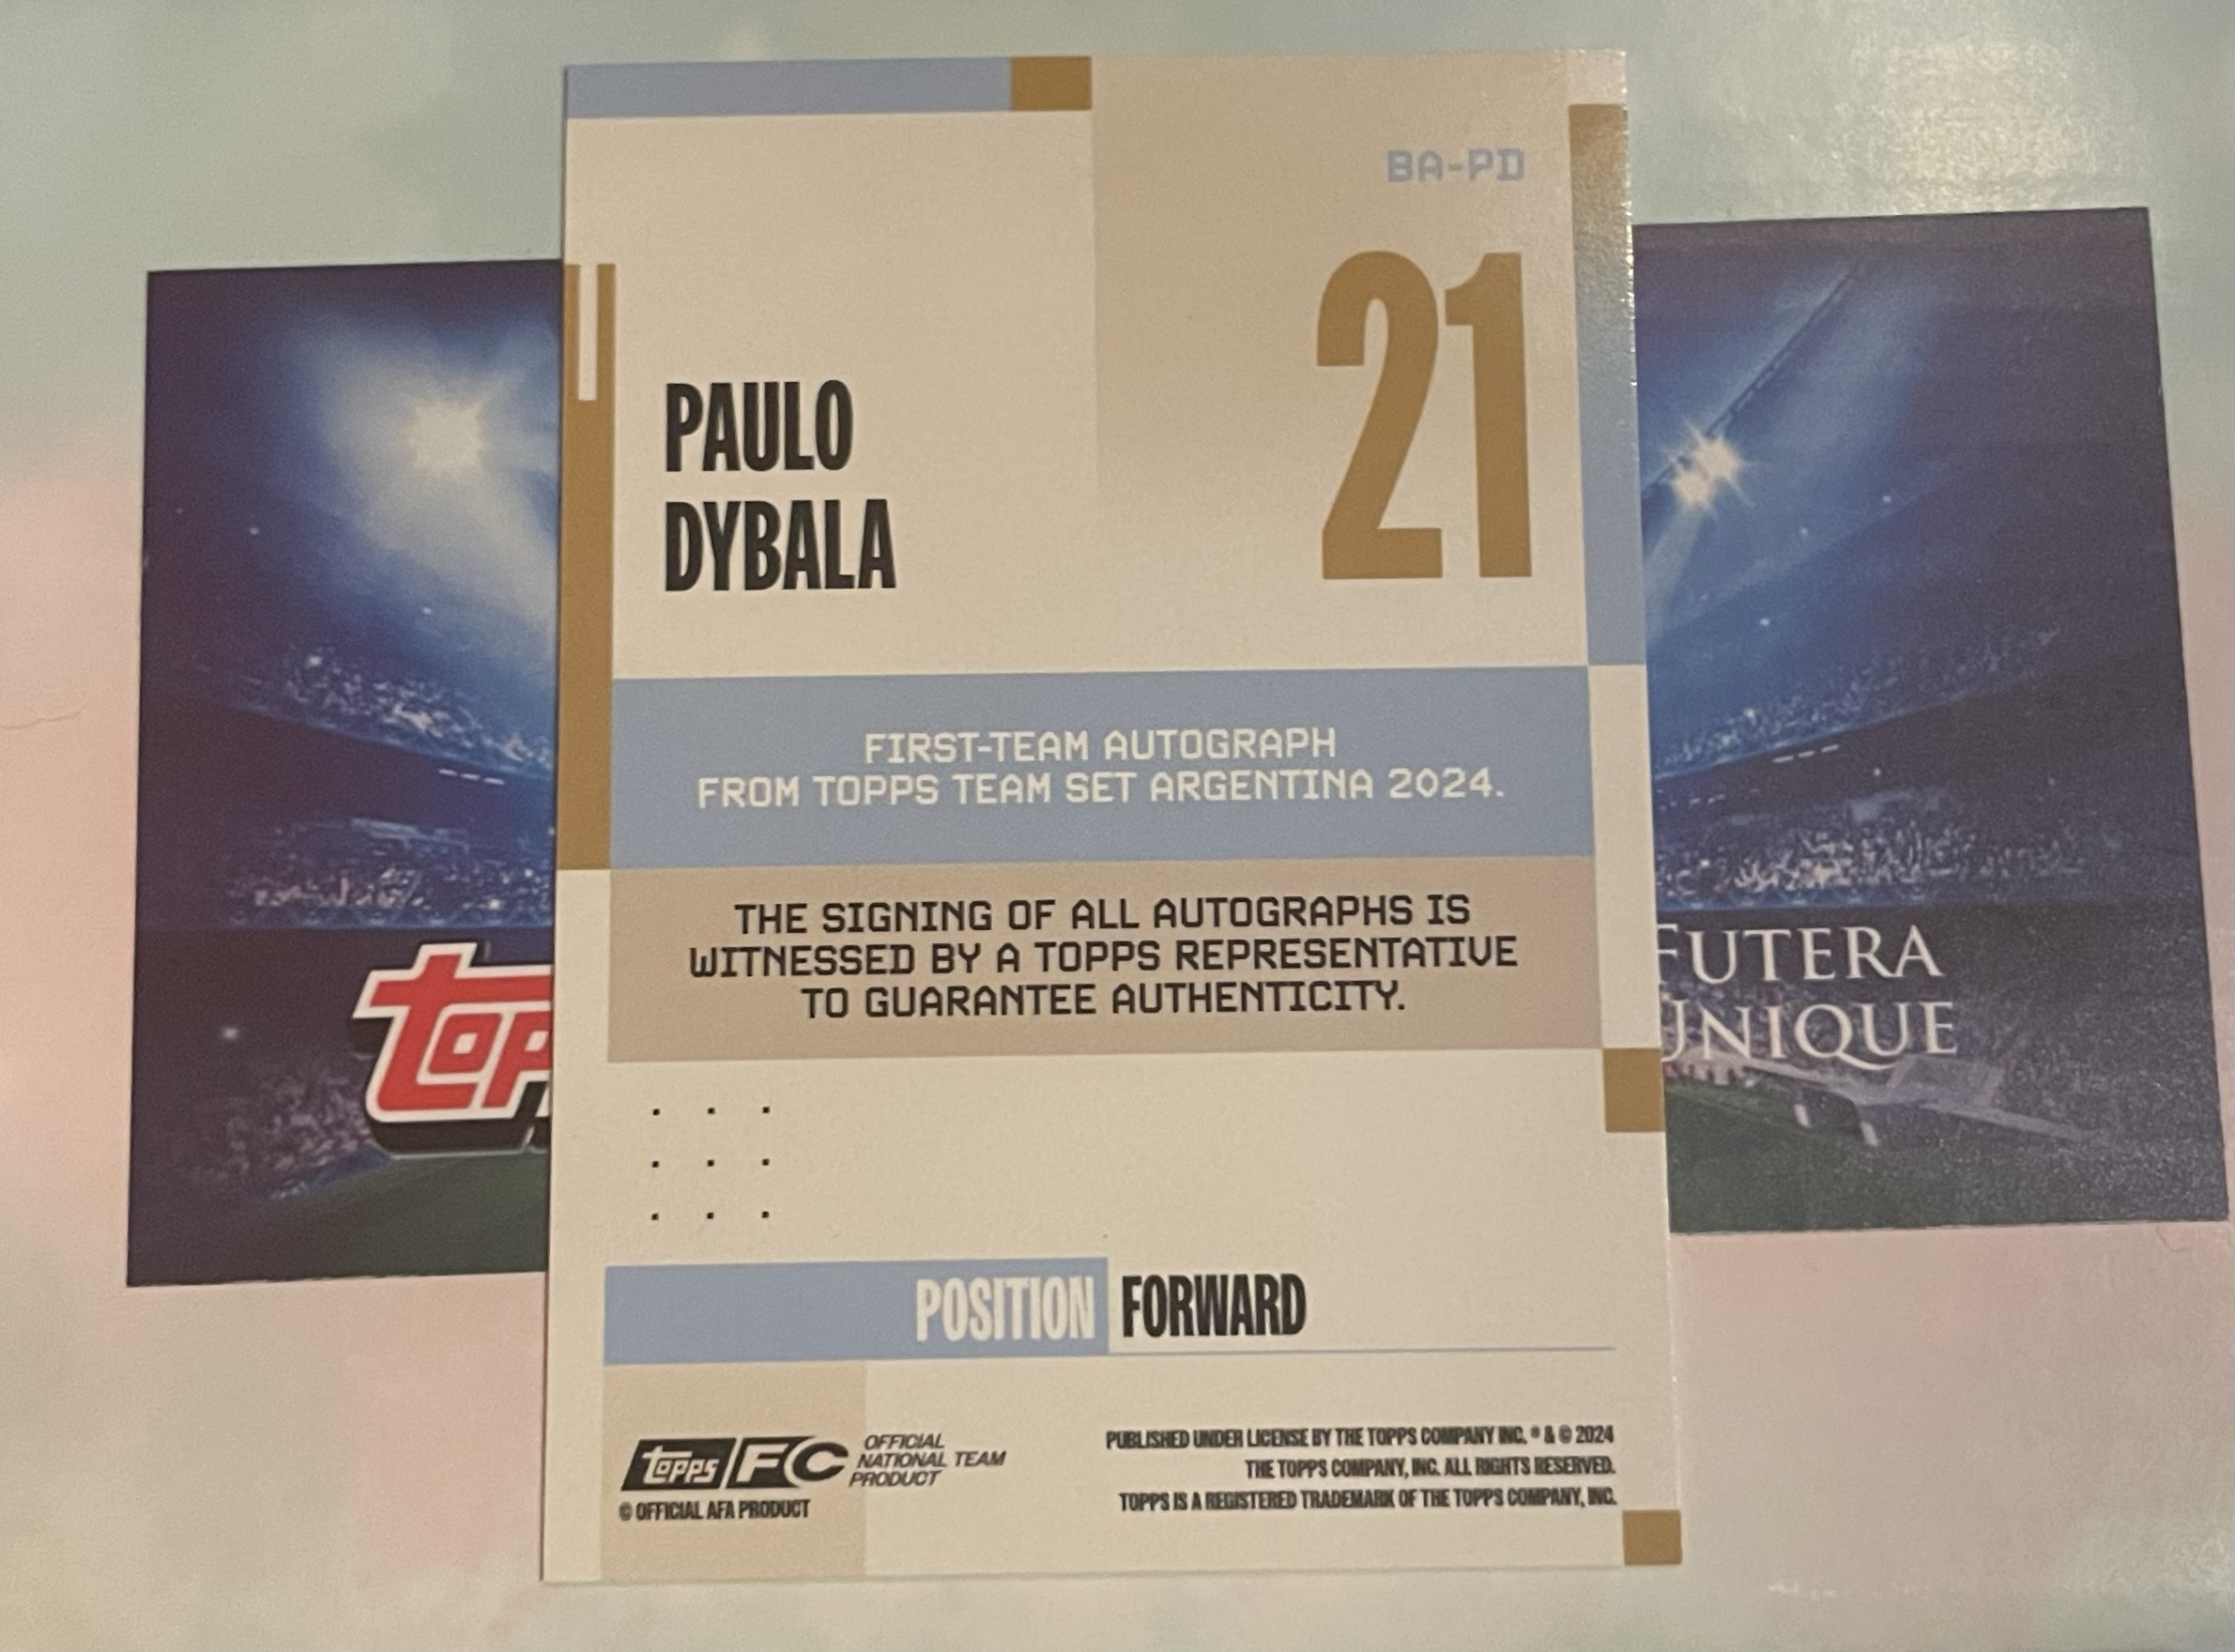 BA-PD
21
PAULO
DYBALA
FIRST-TEAM AUTOGRAPH
FROM TOPPS TEAM SET ARGENTINA 2024.
THE SIGNING OF ALL AUTOGRAPHS IS
WITNESSED BY A TOPPS REPRESENTATIVE
TO GUARANTEE AUTHENTICITY.
TOPP
FUTERA
UNIQUE
POSITION FORWARD
TOPPS FC OFFICIAL
NATIONAL TEAM
PRODUCT
© OFFICIAL AFA PRODUCT
PUBLISHED UNDER LICENSE BY THE TOPPS COMPANY INC. ® & © 2024
THE TOPPS COMPANY, INC. ALL RIGHTS RESERVED.
TOPPS IS A REGISTERED TRADEMARK OF THE TOPPS COMPANY, INC.